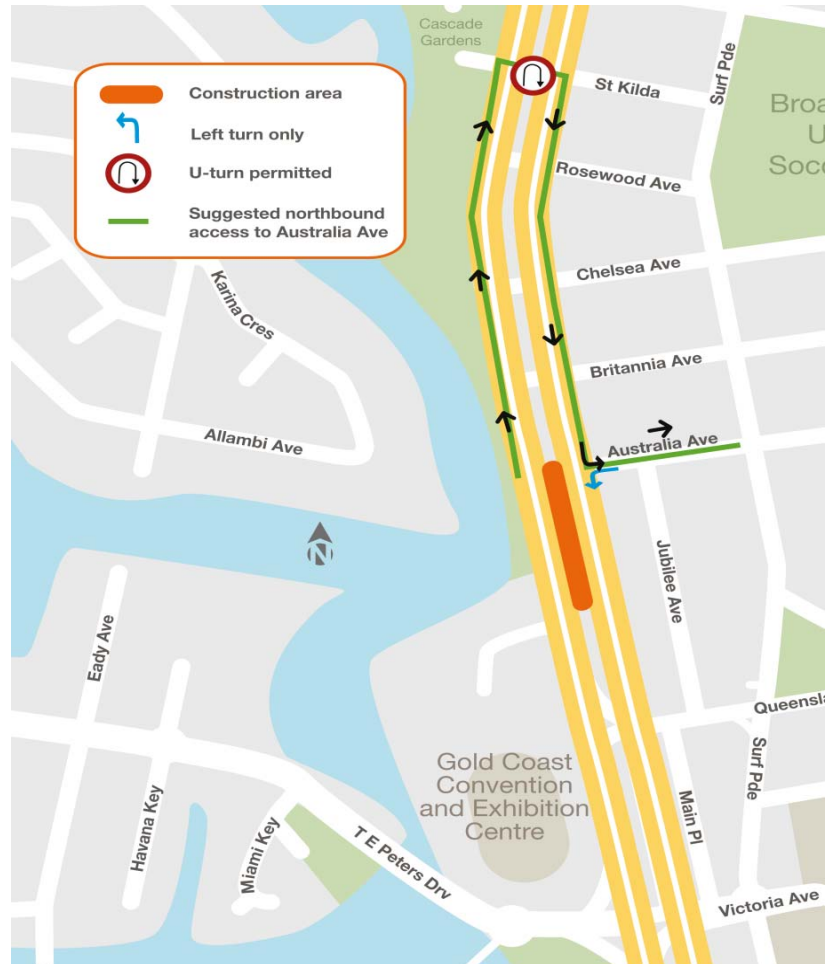 Cascade
Gardens
Construction area
Left turn only
U-turn permitted
Suggested northbound
access to Australia Ave
St Kilda
Surf Pde
Broa
U
Socc
Rosewood Ave
Chelsea Ave
Karina Cres
Britannia Ave
Allambi Ave
Australia Ave
N
Jubilee Ave
Eady Ave
Queensla
Gold Coast
Convention
and Exhibition
Centre
Surf Pde
Main Pl
Havana Key
Miami Key
T E Peters Drv
Victoria Ave